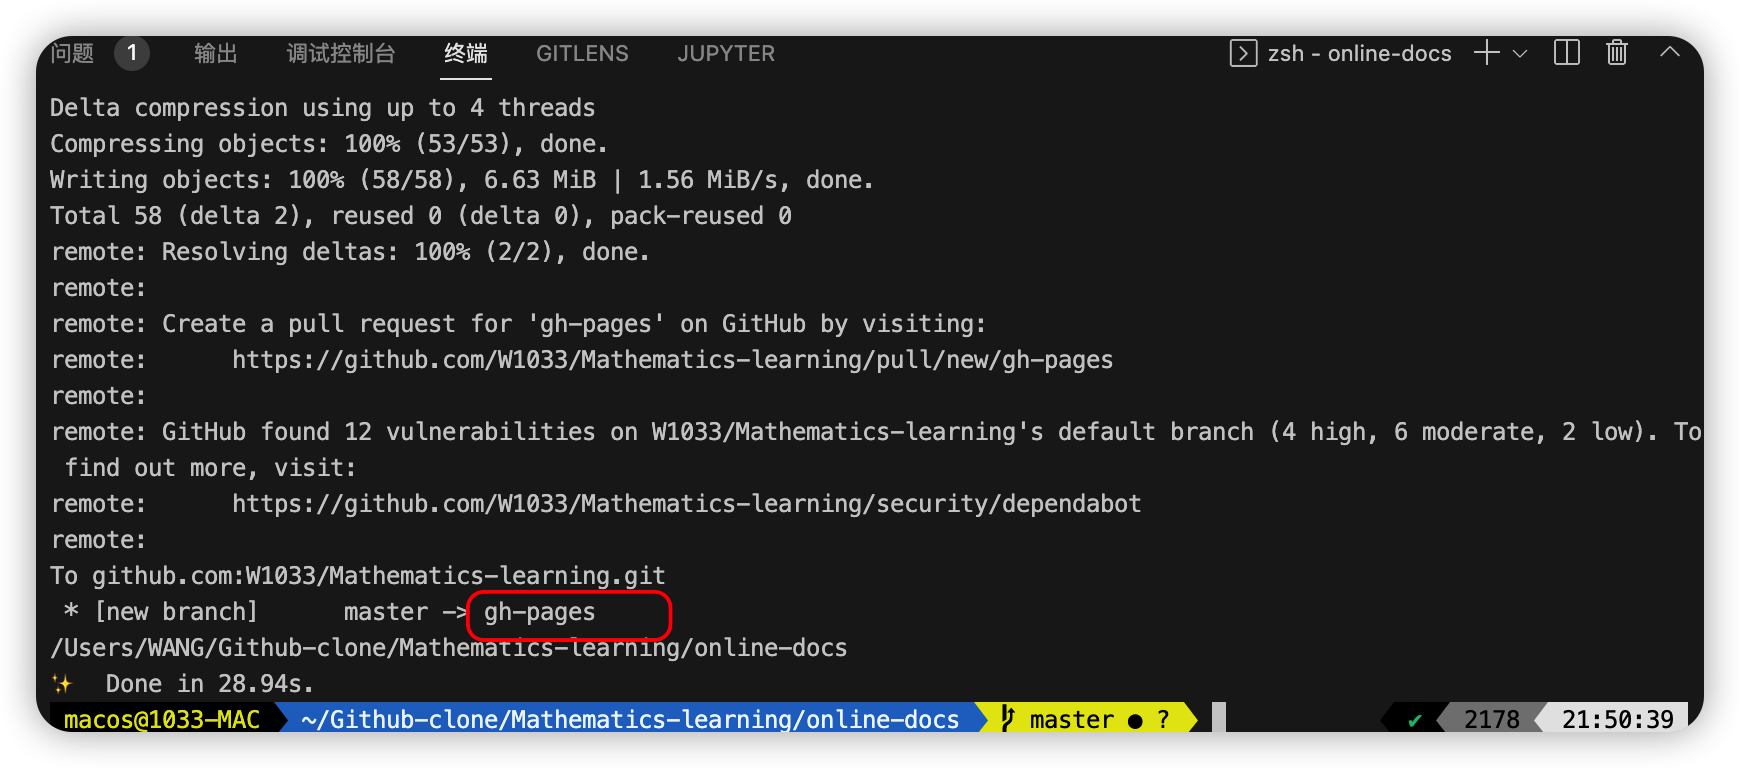 问题 1 输出 调试控制台 终端 GITLENS JUPYTER zsh - online-docs
Delta compression using up to 4 threads
Compressing objects: 100% (53/53), done.
Writing objects: 100% (58/58), 6.63 MiB | 1.56 MiB/s, done.
Total 58 (delta 2), reused 0 (delta 0), pack-reused 0
remote: Resolving deltas: 100% (2/2), done.
remote:
remote: Create a pull request for 'gh-pages' on GitHub by visiting:
remote:      https://github.com/W1033/Mathematics-learning/pull/new/gh-pages
remote:
remote: GitHub found 12 vulnerabilities on W1033/Mathematics-learning's default branch (4 high, 6 moderate, 2 low). To
 find out more, visit:
remote:      https://github.com/W1033/Mathematics-learning/security/dependabot
remote:
To github.com:W1033/Mathematics-learning.git
 * [new branch]      master -> gh-pages
/Users/WANG/Github-clone/Mathematics-learning/online-docs
✨  Done in 28.94s.
macos@1033-MAC ~/Github-clone/Mathematics-learning/online-docs master ● ? ✔ 2178 21:50:39